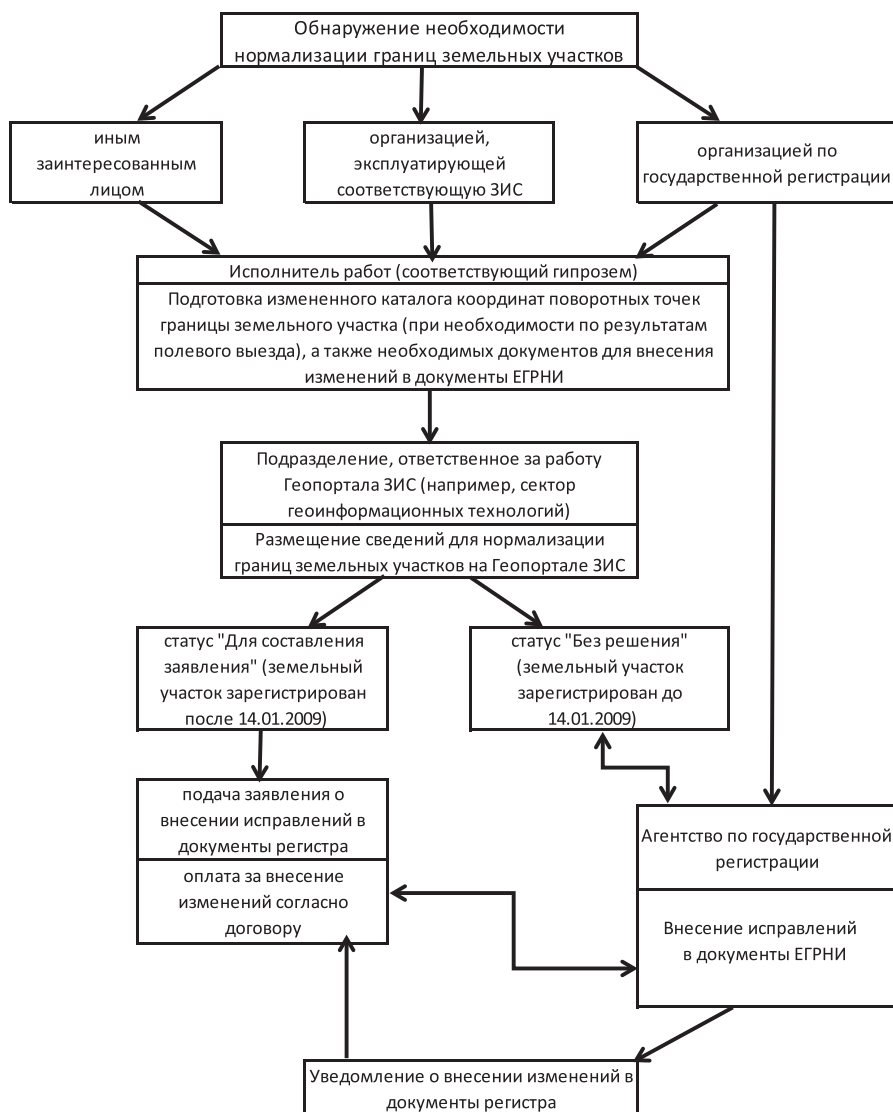 Обнаружение необходимости
нормализации границ земельных участков
иным
заинтересованным
лицом
организацией,
эксплуатирующей
соответствующую ЗИС
организацией по
государственной регистрации
Исполнитель работ (соответствующий гипрозем)
Подготовка измененного каталога координат поворотных точек
границы земельного участка (при необходимости по результатам
полевого выезда), а также необходимых документов для внесения
изменений в документы ЕГРНИ
Подразделение, ответственное за работу
Геопортала ЗИС (например, сектор
геоинформационных технологий)
Размещение сведений для нормализации
границ земельных участков на Геопортале ЗИС
статус "Для составления
заявления" (земельный
участок зарегистрирован
после 14.01.2009)
статус "Без решения"
(земельный участок
зарегистрирован до
14.01.2009)
подача заявления о
внесении исправлений в
документы регистра
оплата за внесение
изменений согласно
договору
Агентство по государственной
регистрации
Внесение исправлений
в документы ЕГРНИ
Уведомление о внесении изменений в
документы регистра